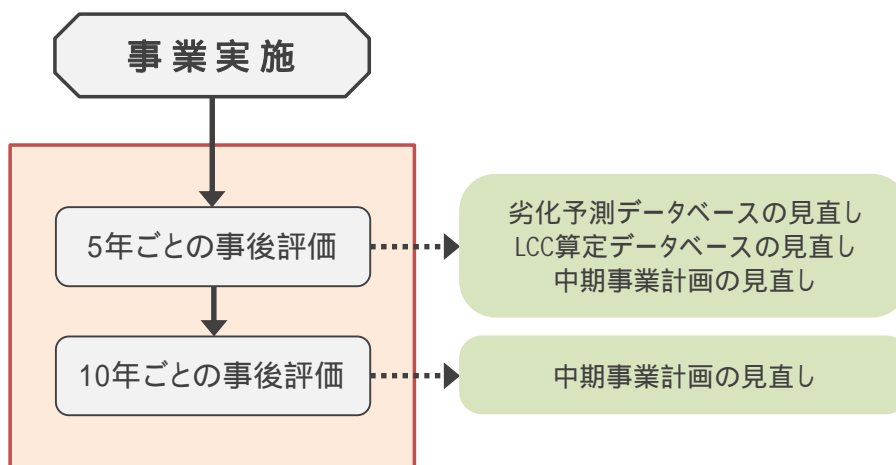 事業実施
5年ごとの事後評価
劣化予測データベースの見直し
LCC算定データベースの見直し
中期事業計画の見直し
10年ごとの事後評価
中期事業計画の見直し